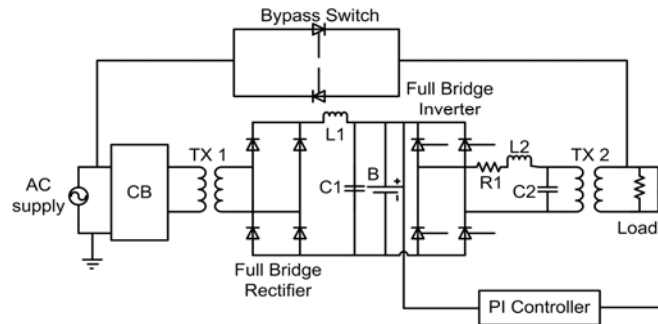 Bypass Switch
Full Bridge
Inverter
TX 1
L1
L2
TX 2
AC
supply
CB
C1
B
+
-
R1
C2
Load
Full Bridge
Rectifier
PI Controller